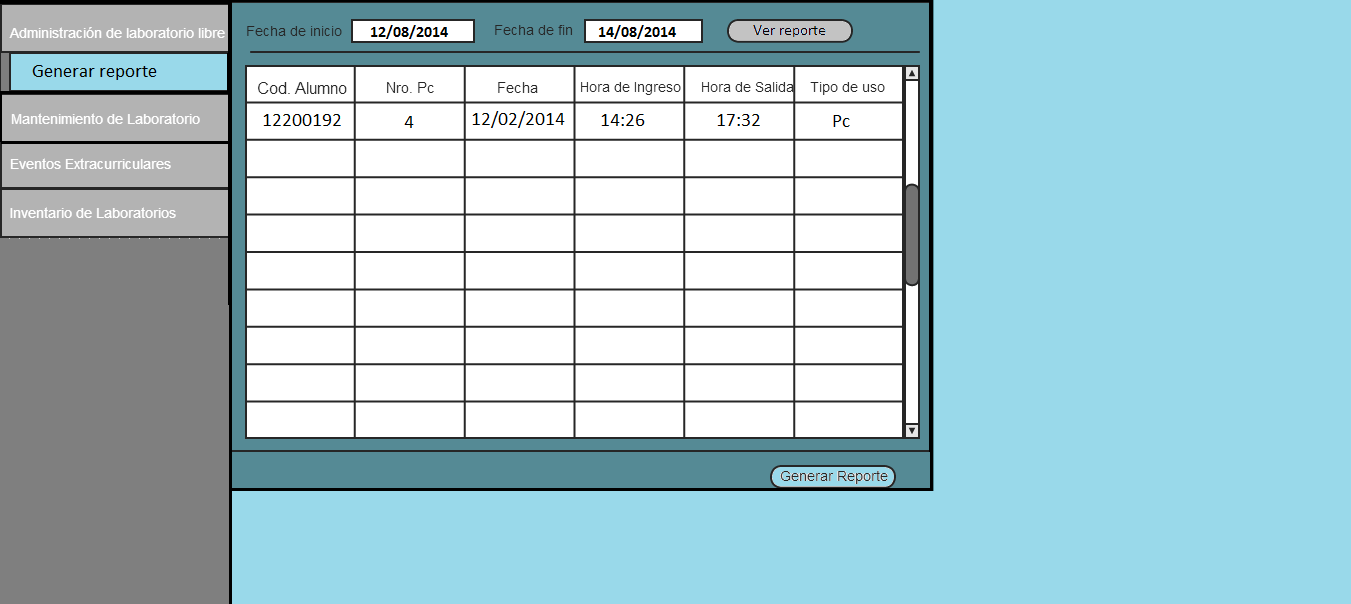 Administración de laboratorio libre
Generar reporte
Mantenimiento de Laboratorio
Eventos Extracurriculares
Inventario de Laboratorios
Fecha de inicio 12/08/2014 Fecha de fin 14/08/2014 Ver reporte
Cod. Alumno Nro. Pc Fecha Hora de Ingreso Hora de Salida Tipo de uso
12200192 4 12/02/2014 14:26 17:32 Pc
Generar Reporte